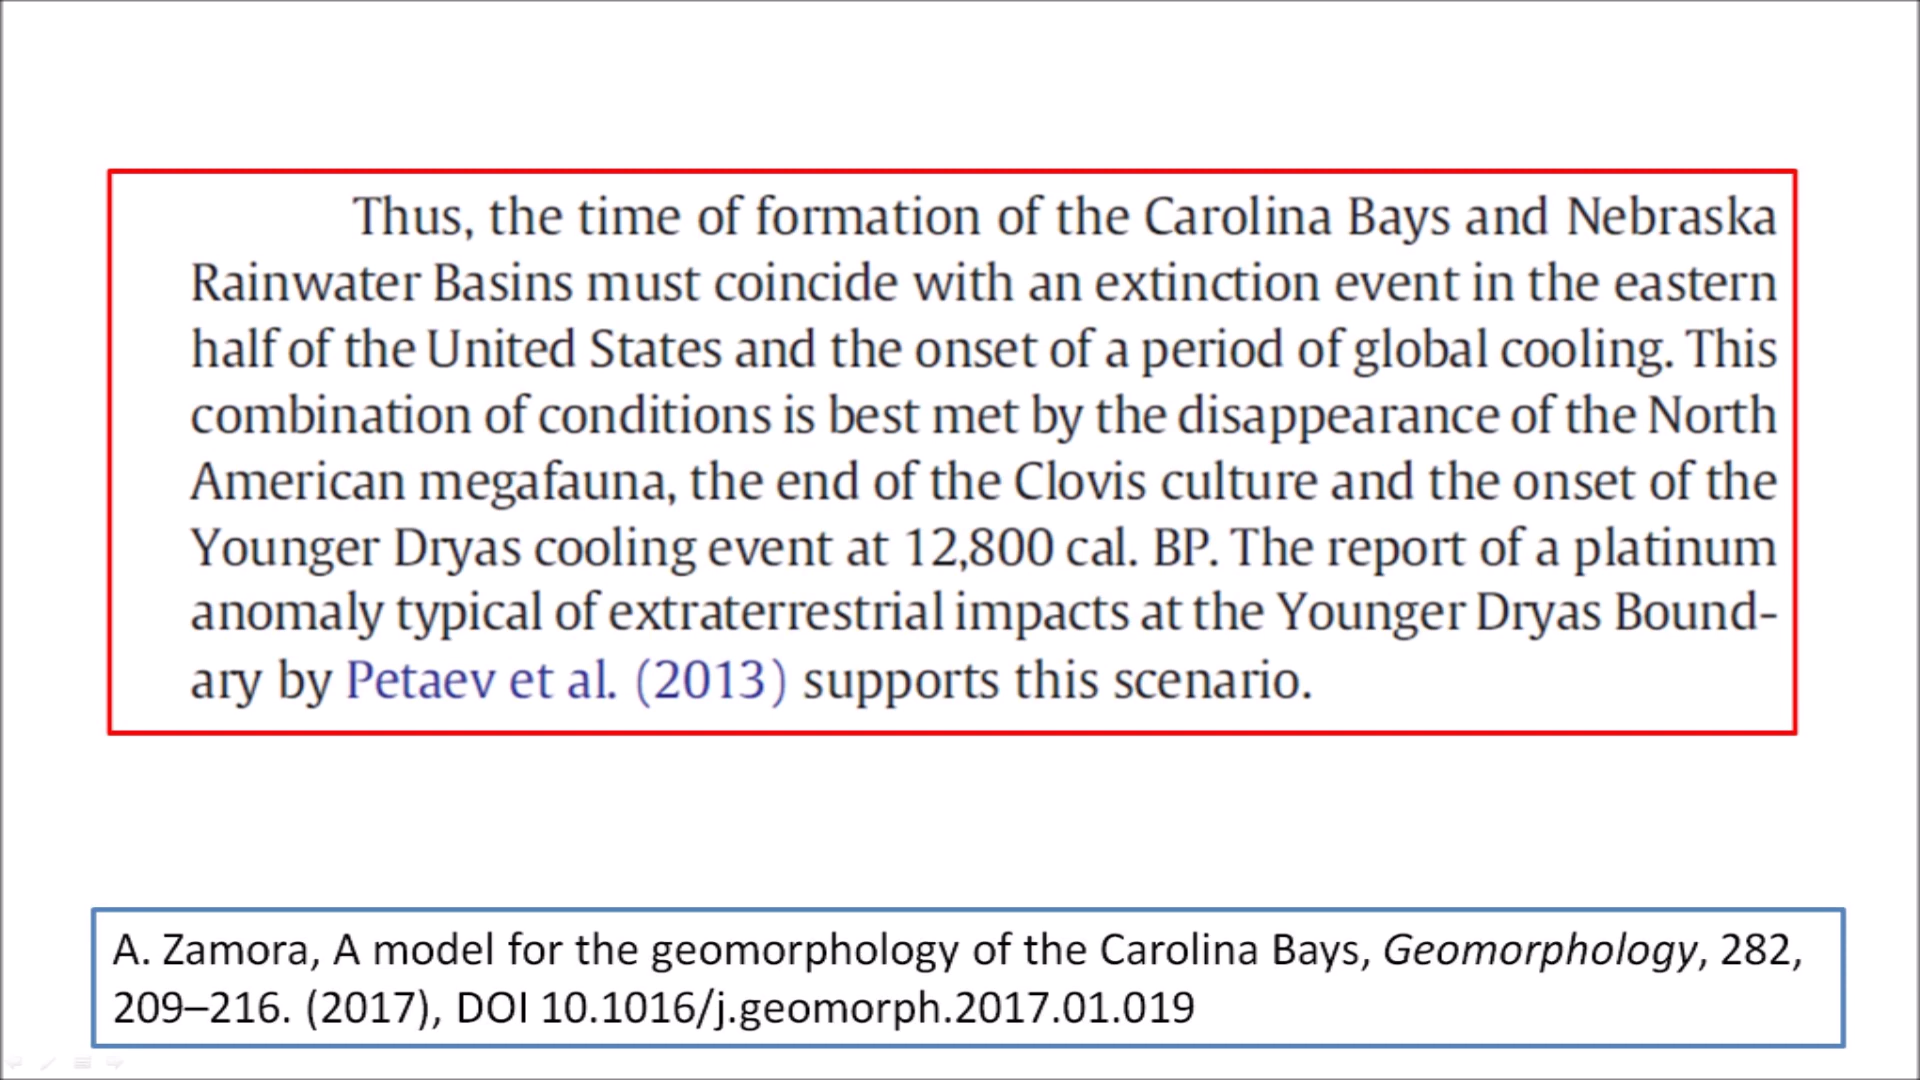 Thus, the time of formation of the Carolina Bays and Nebraska
Rainwater Basins must coincide with an extinction event in the eastern
half of the United States and the onset of a period of global cooling. This
combination of conditions is best met by the disappearance of the North
American megafauna, the end of the Clovis culture and the onset of the
Younger Dryas cooling event at 12,800 cal. BP. The report of a platinum
anomaly typical of extraterrestrial impacts at the Younger Dryas Bound-
ary by Petaev et al. (2013) supports this scenario.
A. Zamora, A model for the geomorphology of the Carolina Bays, Geomorphology, 282,
209–216. (2017), DOI 10.1016/j.geomorph.2017.01.019